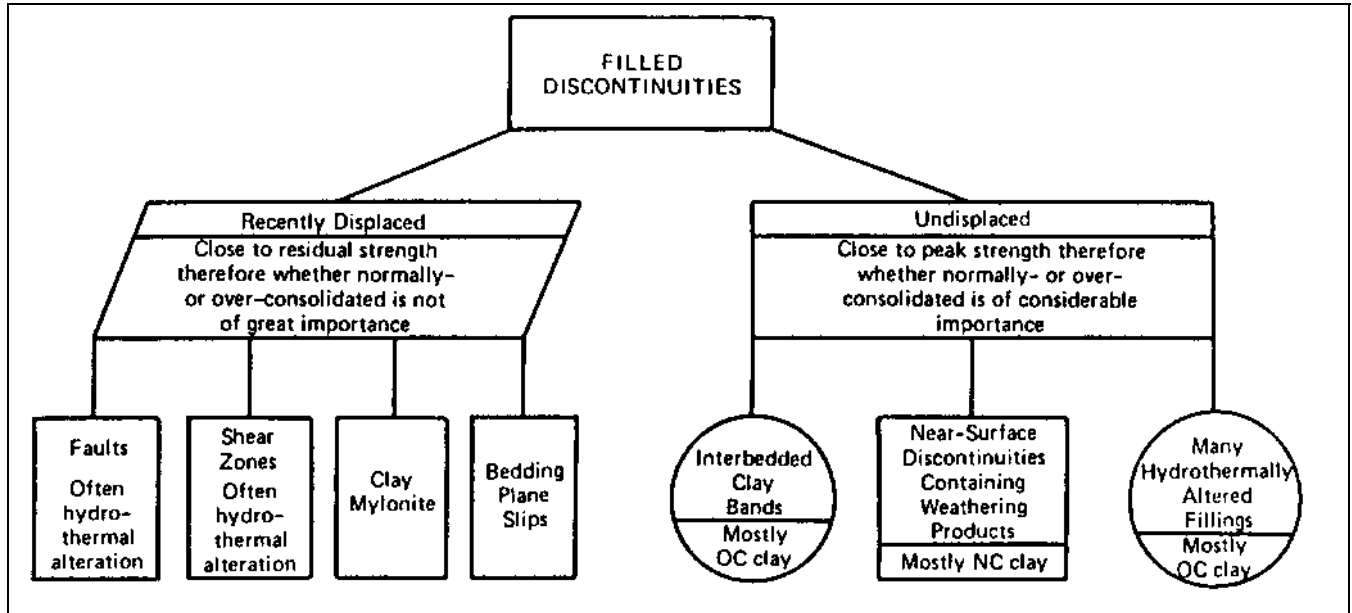 FILLED
DISCONTINUITIES
Recently Displaced
Close to residual strength
therefore whether normally-
or over-consolidated is not
of great importance
Undisplaced
Close to peak strength therefore
whether normally- or over-
consolidated is of considerable
importance
Faults
Often
hydro-
thermal
alteration
Shear
Zones
Often
hydro-
thermal
alteration
Clay
Mylonite
Bedding
Plane
Slips
Interbedded
Clay
Bands
Mostly
OC clay
Near-Surface
Discontinuities
Containing
Weathering
Products
Mostly NC clay
Many
Hydrothermally
Altered
Fillings
Mostly
OC clay